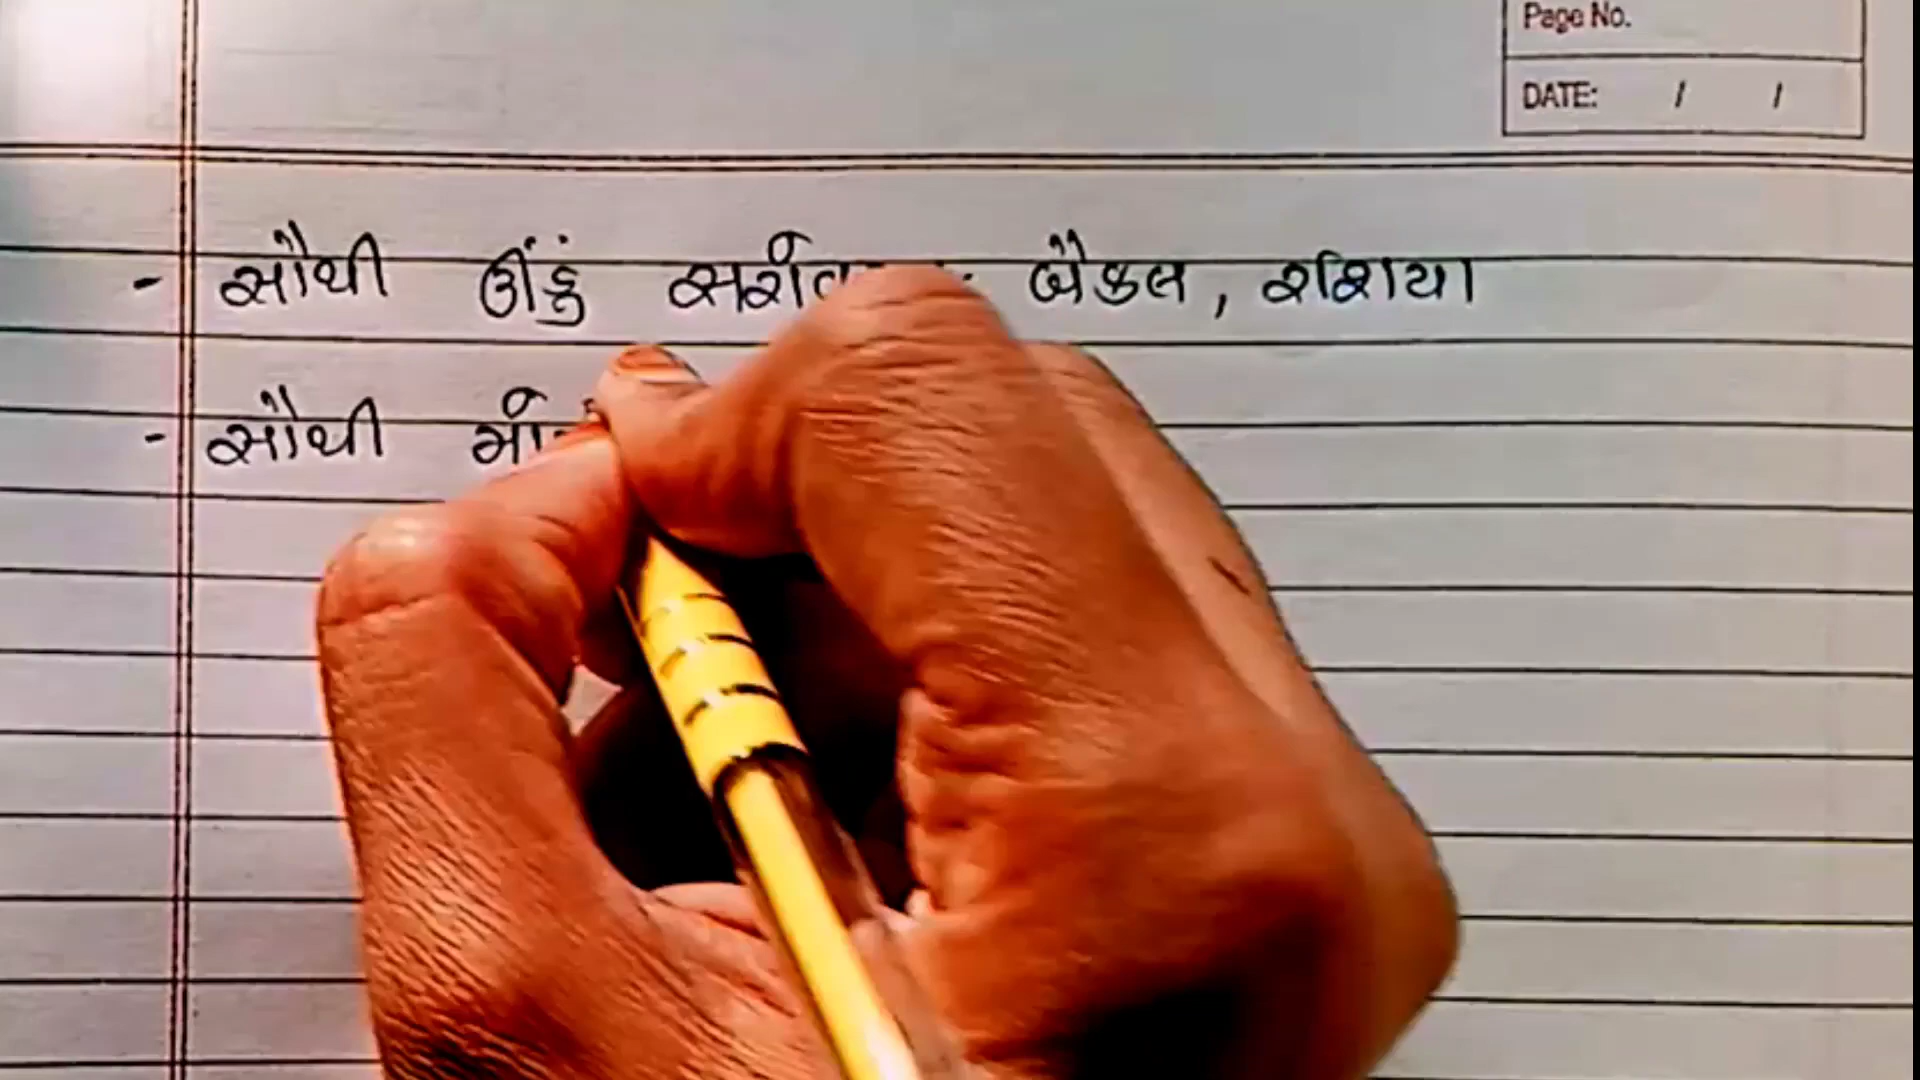 Page No.
DATE: / /
- સૌથી ઊંડું બૈકલ, રશિયા
- સૌથી